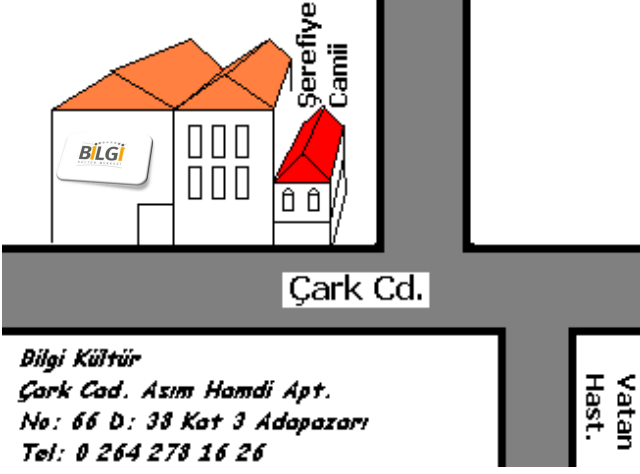 Şerefiye
Camii
BİLGİ
Çark Cd.
Bilgi Kültür
Çark Cad. Asım Hamdi Apt.
No: 66 D: 38 Kat 3 Adapazarı
Tel: 0 264 278 16 26
Vatan
Hast.